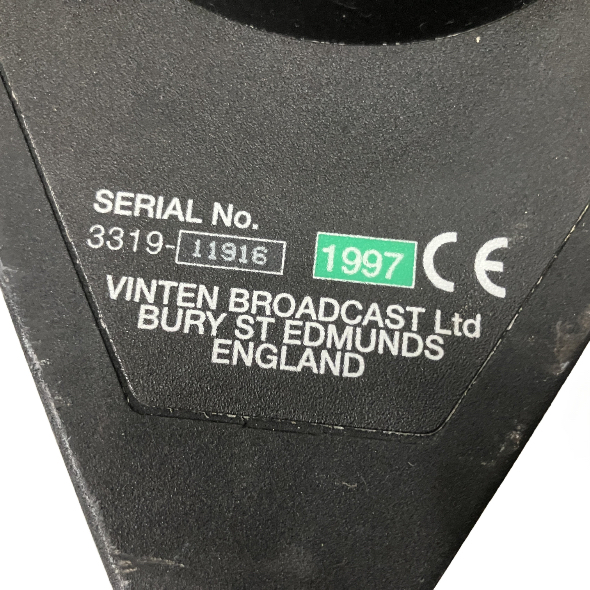 SERIAL No.
3319-11916 1997 CE
VINTEN BROADCAST Ltd
BURY ST EDMUNDS
ENGLAND